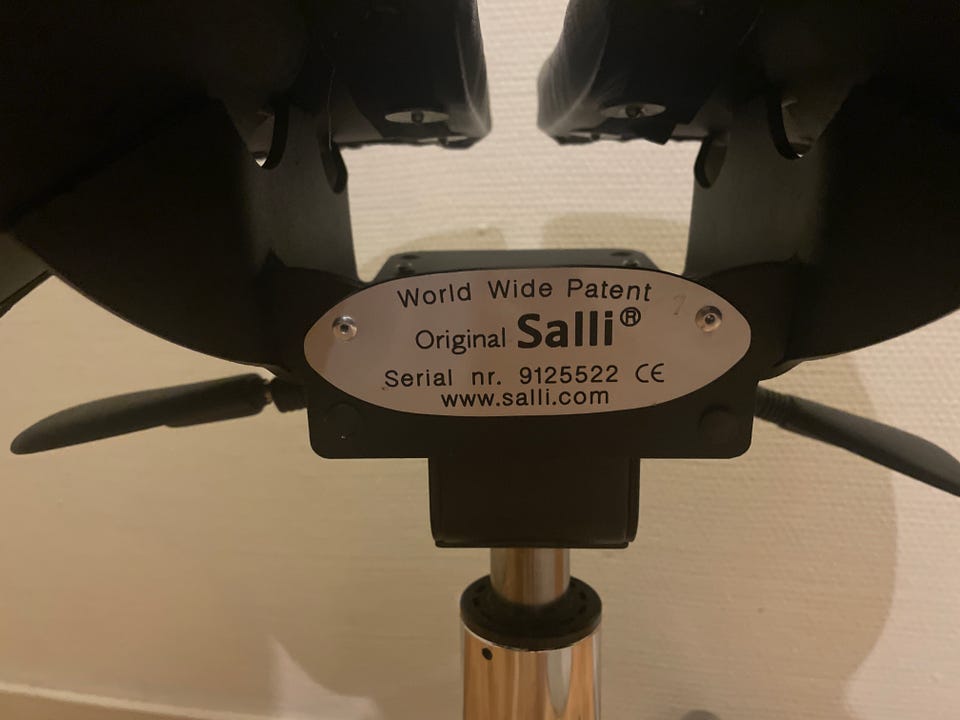 World Wide Patent
Original Salli®
Serial nr. 9125522 CE
www.salli.com